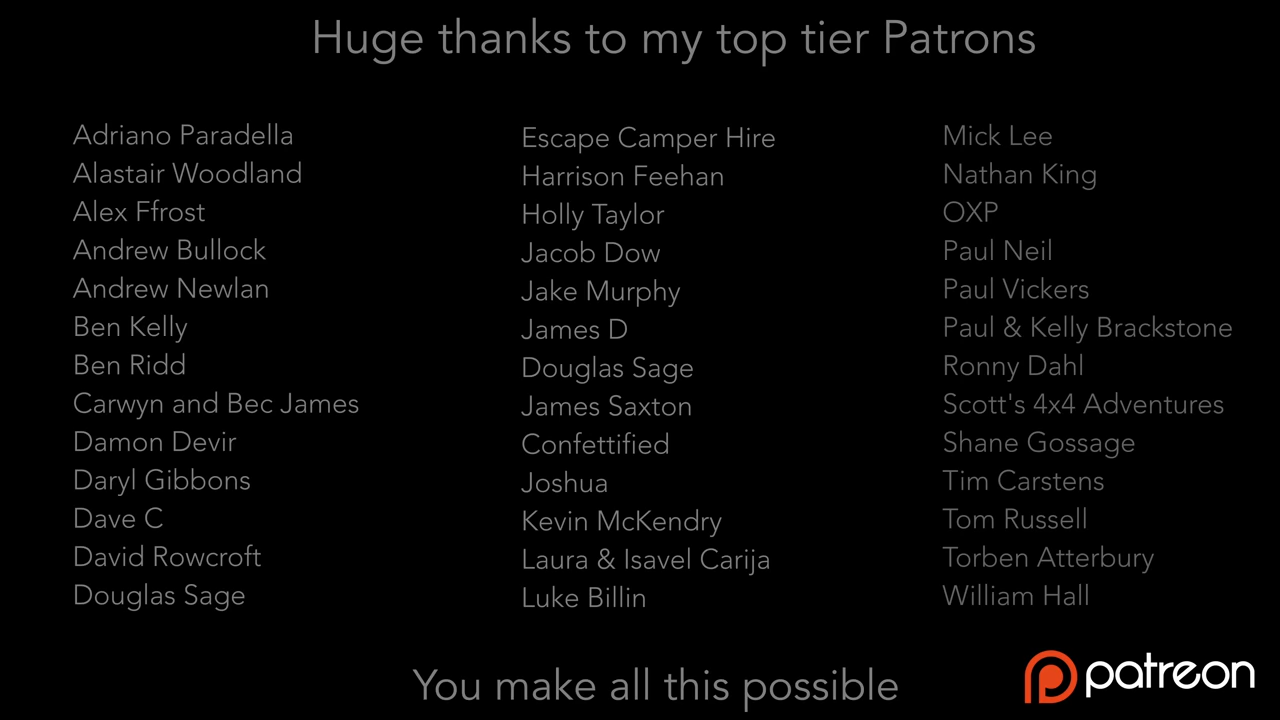 Huge thanks to my top tier Patrons
Adriano Paradella
Alastair Woodland
Alex Ffrost
Andrew Bullock
Andrew Newlan
Ben Kelly
Ben Ridd
Carwyn and Bec James
Damon Devir
Daryl Gibbons
Dave C
David Rowcroft
Douglas Sage
Escape Camper Hire
Harrison Feehan
Holly Taylor
Jacob Dow
Jake Murphy
James D
Douglas Sage
James Saxton
Confettified
Joshua
Kevin McKendry
Laura & Isavel Carija
Luke Billin
Mick Lee
Nathan King
OXP
Paul Neil
Paul Vickers
Paul & Kelly Brackstone
Ronny Dahl
Scott's 4x4 Adventures
Shane Gossage
Tim Carstens
Tom Russell
Torben Atterbury
William Hall
You make all this possible
patreon